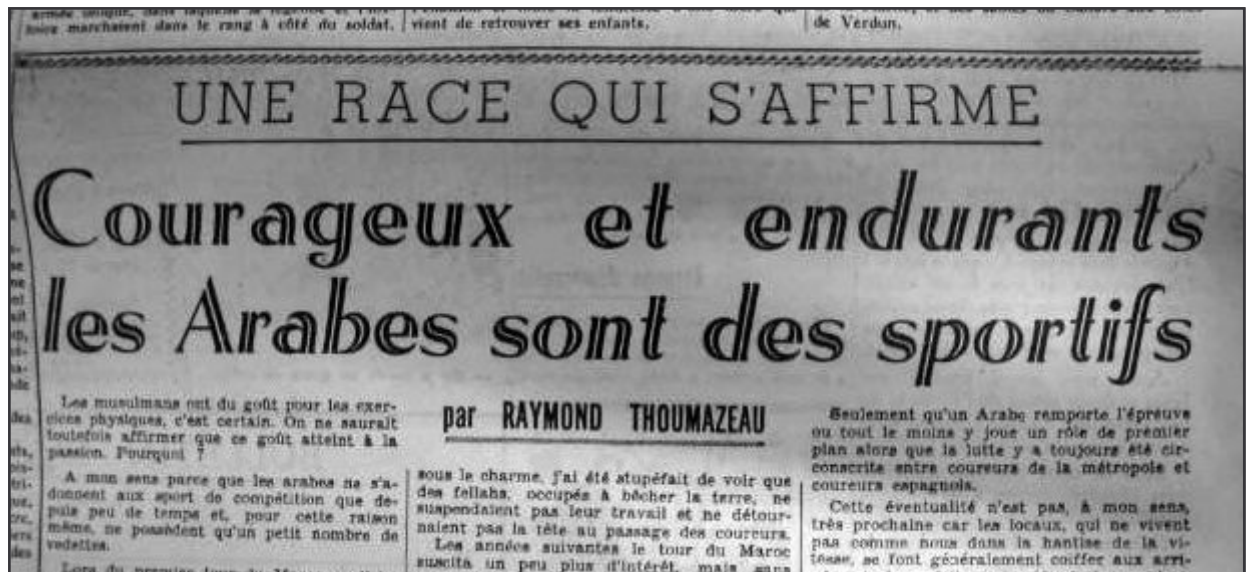 toire marchaient dans le rang à côté du soldat.
vient de retrouver ses enfants.
de Verdun.
UNE RACE QUI S'AFFIRME
Courageux et endurants
les Arabes sont des sportifs
par RAYMOND THOUMAZEAU
Les musulmans ont du goût pour les exer-
cices physiques, c'est certain. On ne saurait
toutefois affirmer que ce goût atteint à la
passion. Pourquoi ?
A mon sens parce que les arabes ne s'a-
donnent aux sport de compétition que de-
puis peu de temps et, pour cette raison
même, ne possèdent qu'un petit nombre de
vedettes.
Lors du premier tour du
sous le charme, j'ai été stupéfait de voir que
des fellahs, occupés à bêcher la terre, ne
suspendaient pas leur travail et ne détour-
naient pas la tête au passage des coureurs.
Les années suivantes le tour du Maroc
suscita un peu plus d'intérêt, mais sans
Seulement qu'un Arabe remporte l'épreuve
ou tout le moins y joue un rôle de premier
plan alors que la lutte y a toujours été cir-
conscrite entre coureurs de la métropole et
coureurs espagnols.
Cette éventualité n'est pas, à mon sens,
très prochaine car les locaux, qui ne vivent
pas comme nous dans la hantise de la vi-
tesse, se font généralement coiffer aux arri-